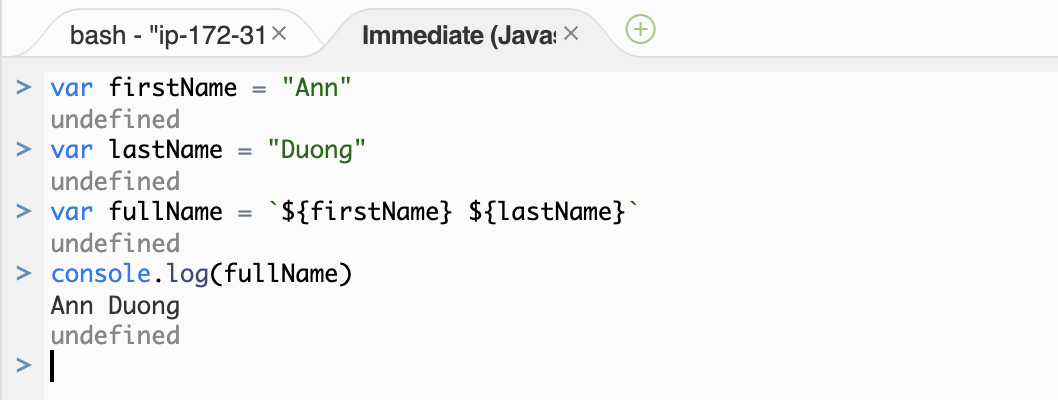 bash - "ip-172-31 × Immediate (Javas ×
> var firstName = "Ann"
undefined
> var lastName = "Duong"
undefined
> var fullName = `${firstName} ${lastName}`
undefined
> console.log(fullName)
Ann Duong
undefined
>